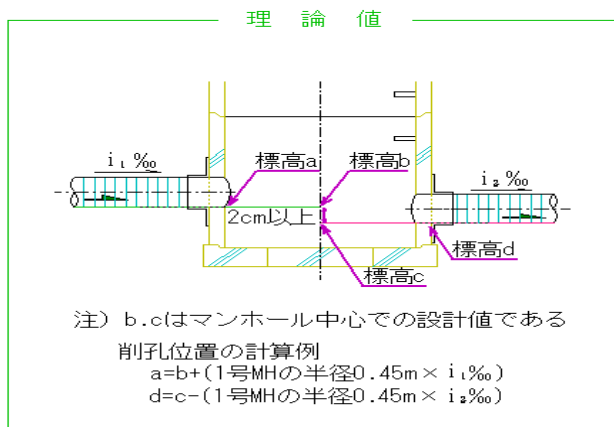 理論値
i₁‰
標高a
標高b
i₂‰
2cm以上
標高d
標高c
注) b.cはマンホール中心での設計値である
削孔位置の計算例
a=b+(1号MHの半径0.45m× i₁‰)
d=c-(1号MHの半径0.45m× i₂‰)